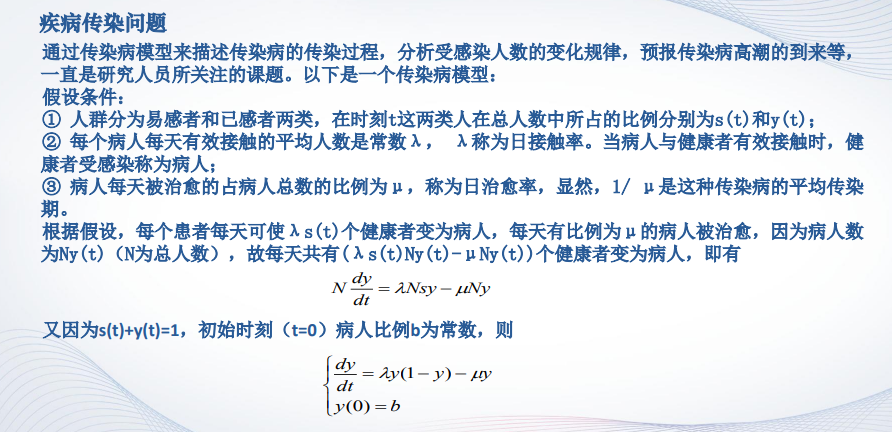 疾病传染问题
通过传染病模型来描述传染病的传染过程，分析受感染人数的变化规律，预报传染病高潮的到来等，
一直是研究人员所关注的课题。以下是一个传染病模型：
假设条件：
① 人群分为易感者和已感者两类，在时刻t这两类人在总人数中所占的比例分别为s(t)和y(t)；
② 每个病人每天有效接触的平均人数是常数λ， λ称为日接触率。当病人与健康者有效接触时，健
康者受感染称为病人；
③ 病人每天被治愈的占病人总数的比例为μ，称为日治愈率，显然，1/ μ是这种传染病的平均传染
期。
根据假设，每个患者每天可使λs(t)个健康者变为病人，每天有比例为μ的病人被治愈，因为病人数
为Ny(t)（N为总人数），故每天共有(λs(t)Ny(t)-μNy(t))个健康者变为病人，即有
N dy/dt = λNsy − μNy
又因为s(t)+y(t)=1，初始时刻（t=0）病人比例b为常数，则
dy/dt = λy(1 − y) − μy
y(0) = b